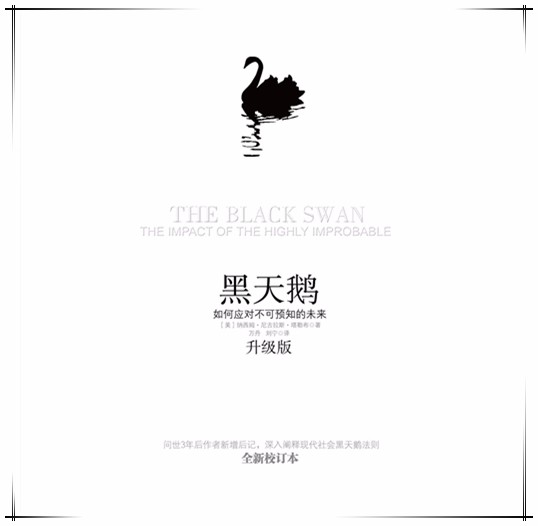 THE BLACK SWAN
THE IMPACT OF THE HIGHLY IMPROBABLE
黑天鹅
如何应对不可预知的未来
［美］纳西姆·尼古拉斯·塔勒布◎著
万丹 刘宁◎译
升级版
问世3年后作者新增后记，深入阐释现代社会黑天鹅法则
全新校订本